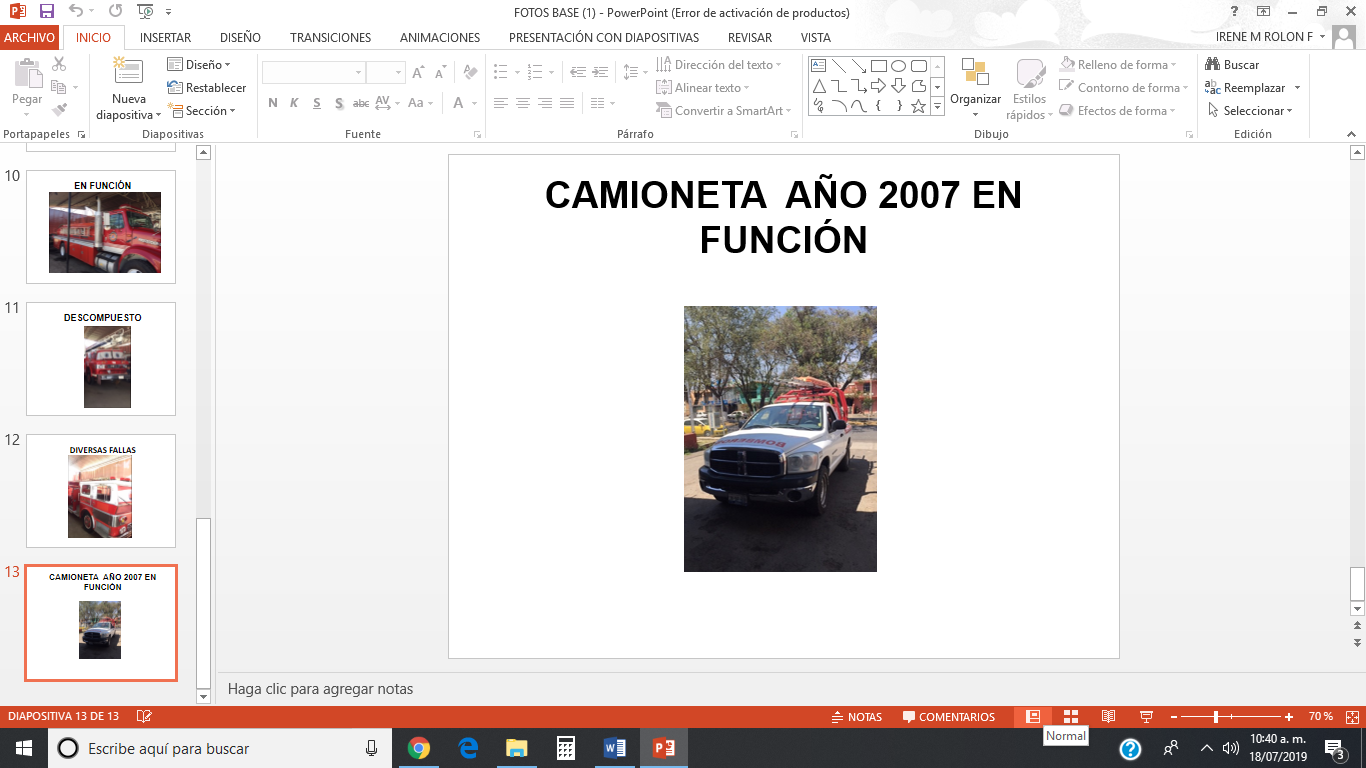 FOTOS BASE (1) - PowerPoint (Error de activación de productos)
ARCHIVO INICIO INSERTAR DISEÑO TRANSICIONES ANIMACIONES PRESENTACIÓN CON DIAPOSITIVAS REVISAR VISTA
IRENE M ROLON F
Pegar
Portapapeles
Nueva diapositiva
Diseño
Restablecer
Sección
Diapositivas
N K S S abc AV Aa A
Fuente
Dirección del texto
Alinear texto
Convertir a SmartArt
Párrafo
Organizar
Estilos rápidos
Relleno de forma
Contorno de forma
Efectos de forma
Dibujo
Buscar
Reemplazar
Seleccionar
Edición
10
EN FUNCIÓN
11
DESCOMPUESTO
12
DIVERSAS FALLAS
13
CAMIONETA AÑO 2007 EN
FUNCIÓN
CAMIONETA AÑO 2007 EN
FUNCIÓN
BOMBEROS
Haga clic para agregar notas
DIAPOSITIVA 13 DE 13
NOTAS
COMENTARIOS
70 %
Normal
Escribe aquí para buscar
10:40 a. m.
18/07/2019
3